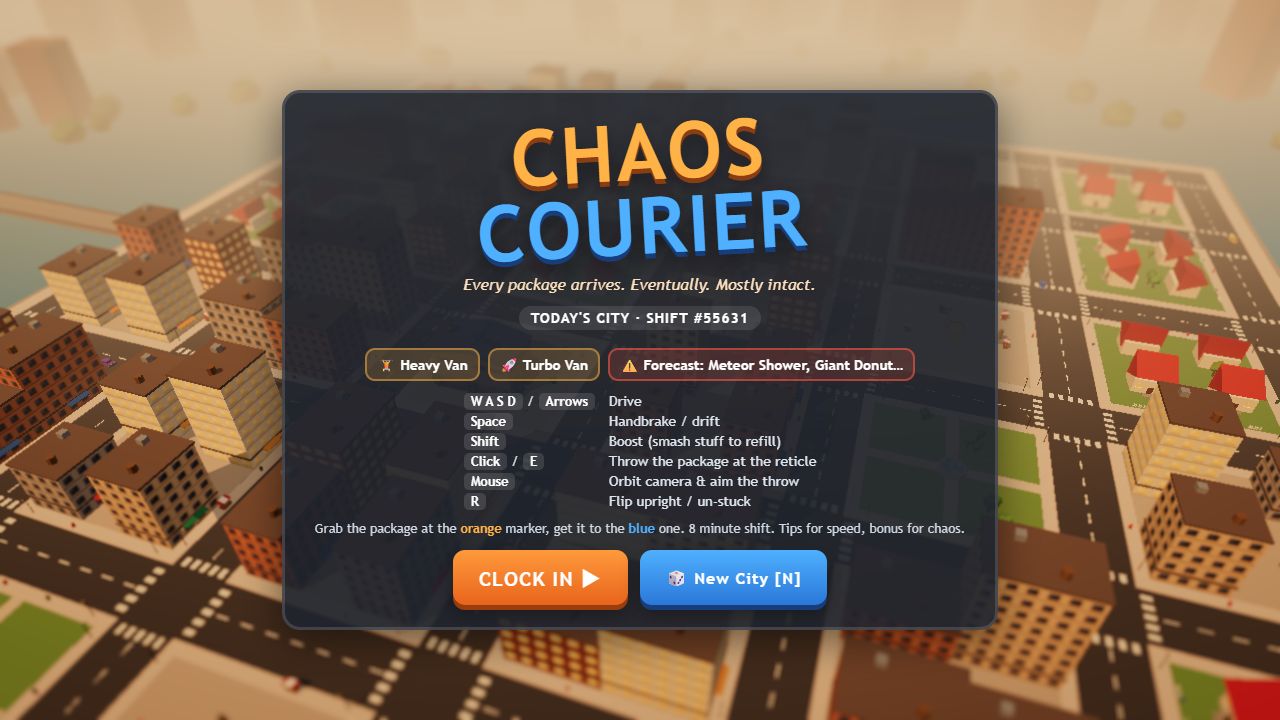 CHAOS
COURIER
Every package arrives. Eventually. Mostly intact.
TODAY'S CITY · SHIFT #55631
Heavy Van
Turbo Van
Forecast: Meteor Shower, Giant Donut...
W A S D / Arrows Drive
Space Handbrake / drift
Shift Boost (smash stuff to refill)
Click / E Throw the package at the reticle
Mouse Orbit camera & aim the throw
R Flip upright / un-stuck
Grab the package at the orange marker, get it to the blue one. 8 minute shift. Tips for speed, bonus for chaos.
CLOCK IN ▶
New City [N]